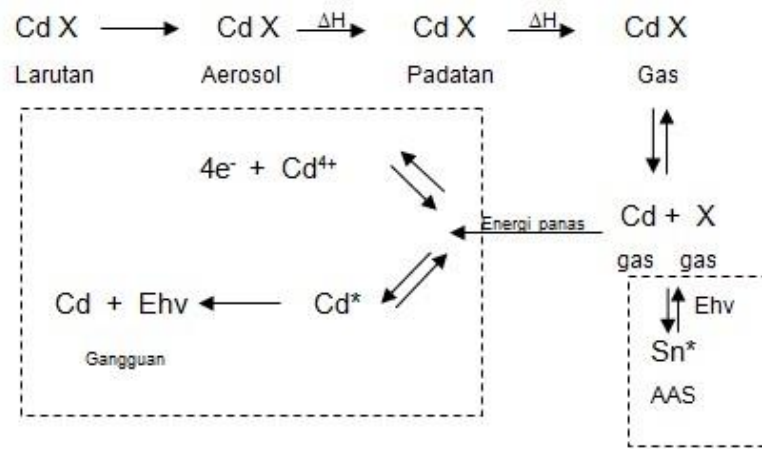 Cd X Cd X ΔH Cd X ΔH Cd X
Larutan Aerosol Padatan Gas
4e⁻ + Cd⁴⁺
Energi panas
Cd + X
gas gas
Cd + Ehv Cd*
Ehv
Gangguan
Sn*
AAS